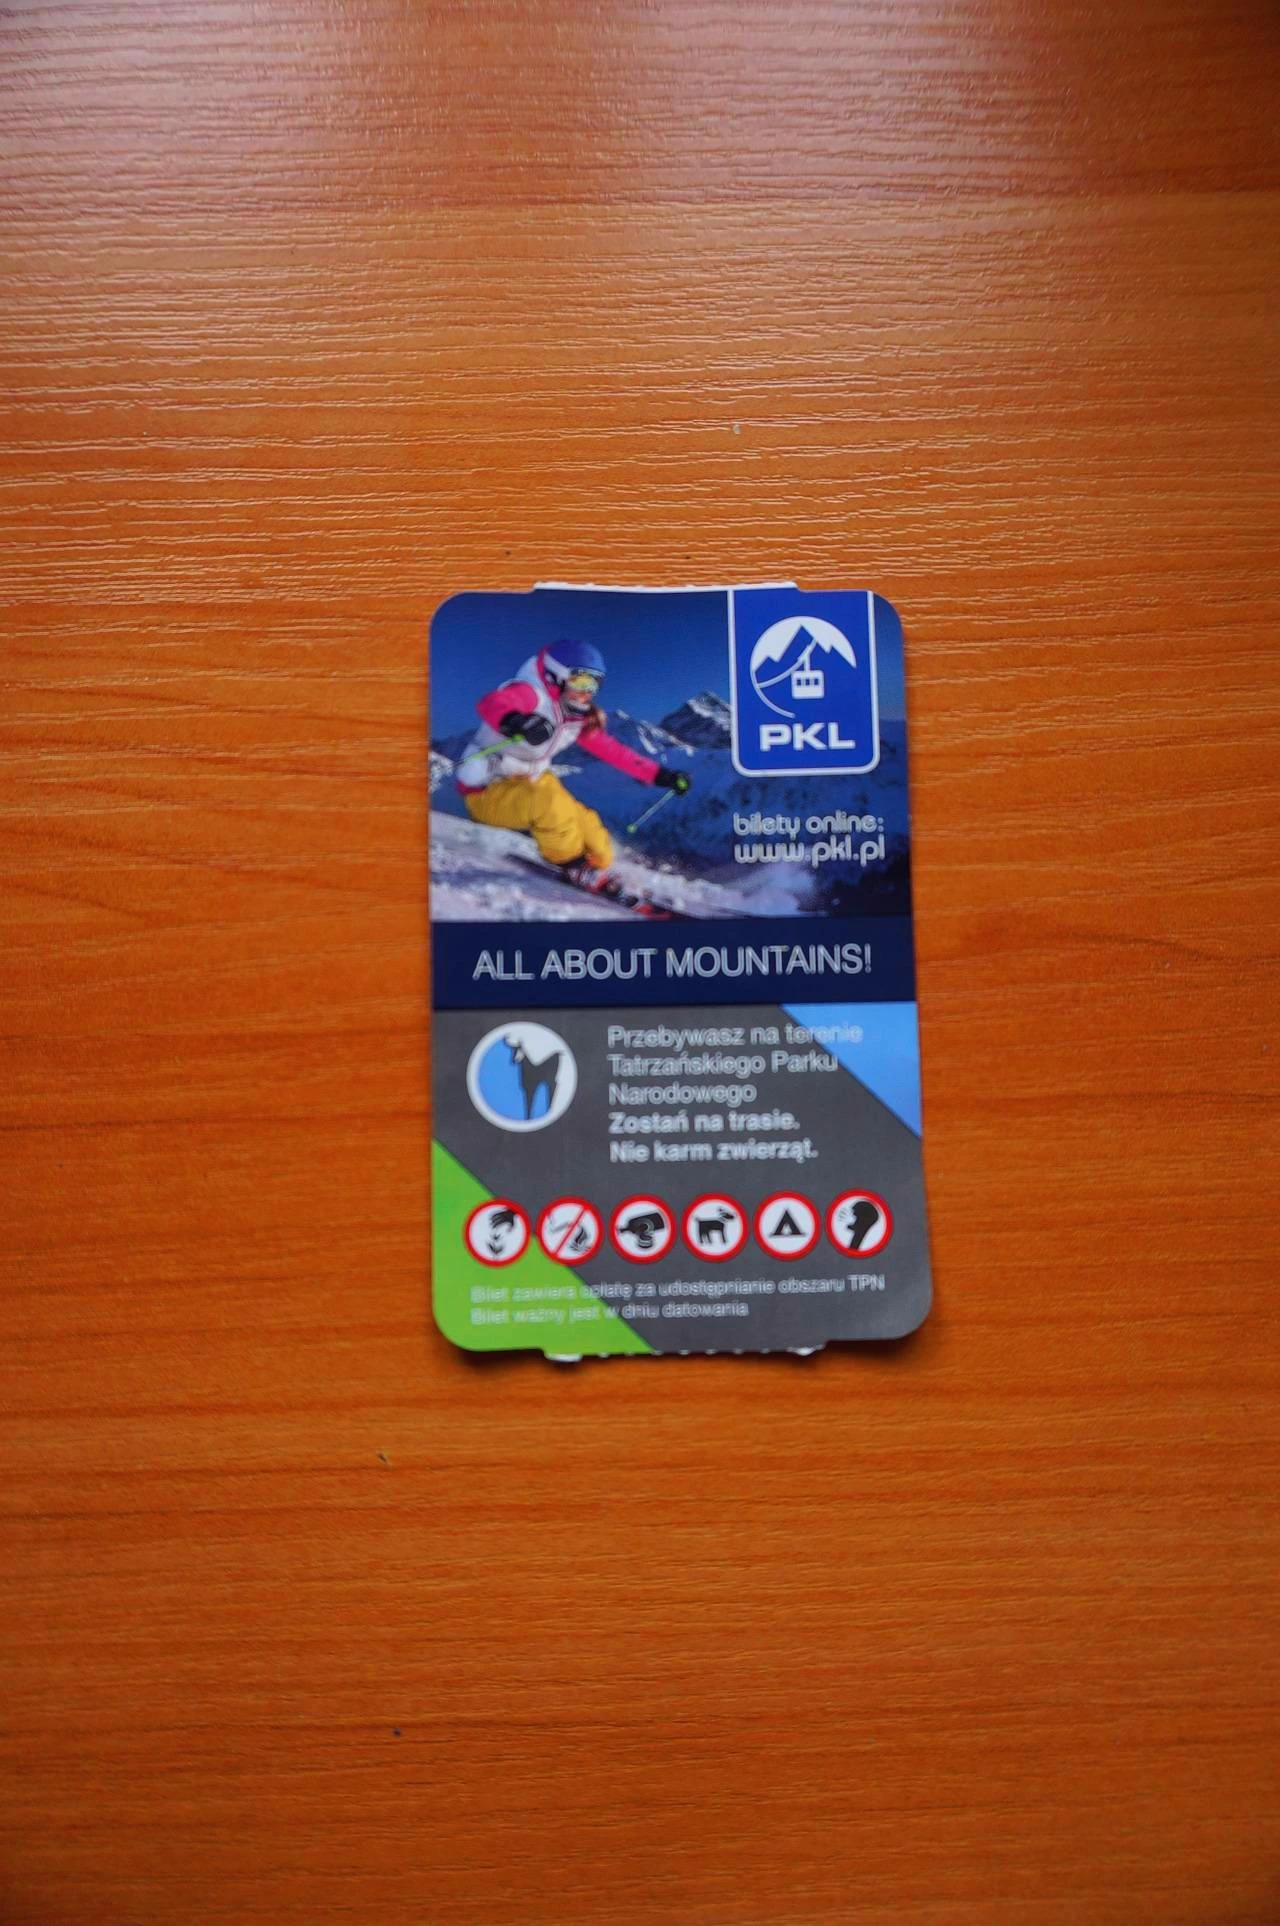 PKL
bilety online:
www.pkl.pl
ALL ABOUT MOUNTAINS!
Przebywasz na terenie
Tatrzańskiego Parku
Narodowego
Zostań na trasie.
Nie karm zwierząt.
Bilet zawiera opłatę za udostępnianie obszaru TPN
Bilet ważny jest w dniu datowania